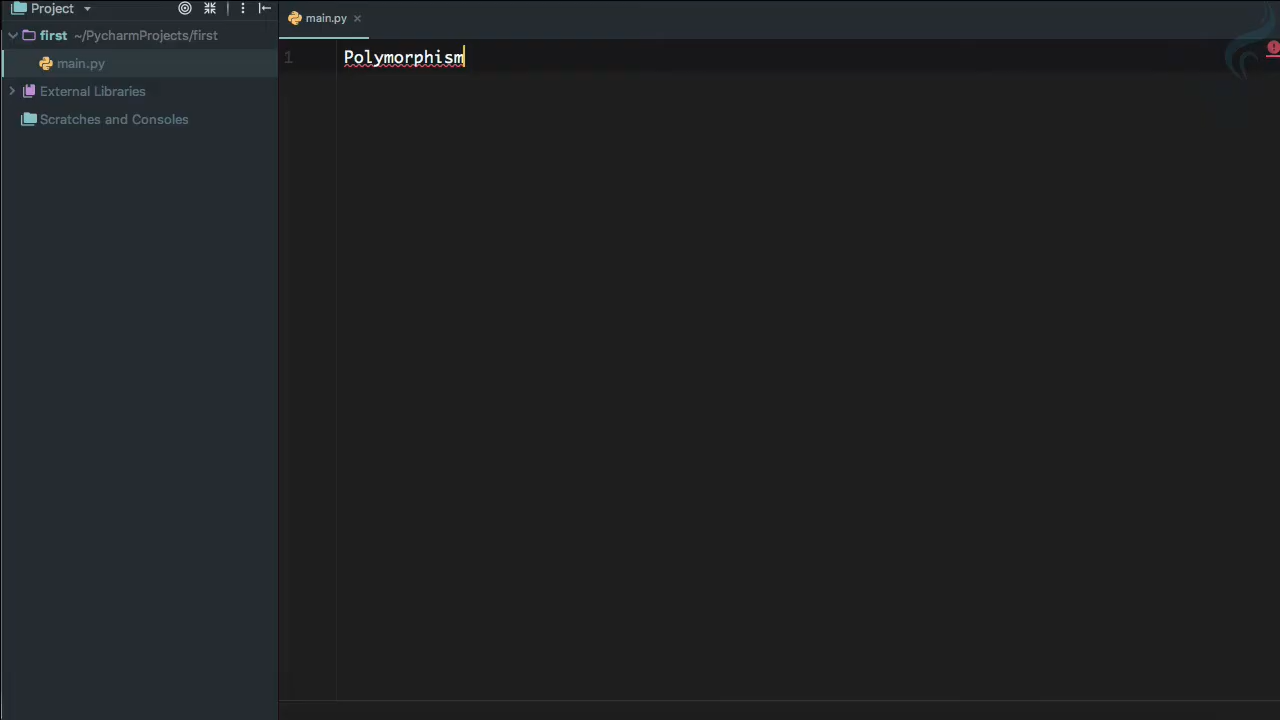 Project
main.py
first ~/PycharmProjects/first
main.py
External Libraries
Scratches and Consoles
1 Polymorphism